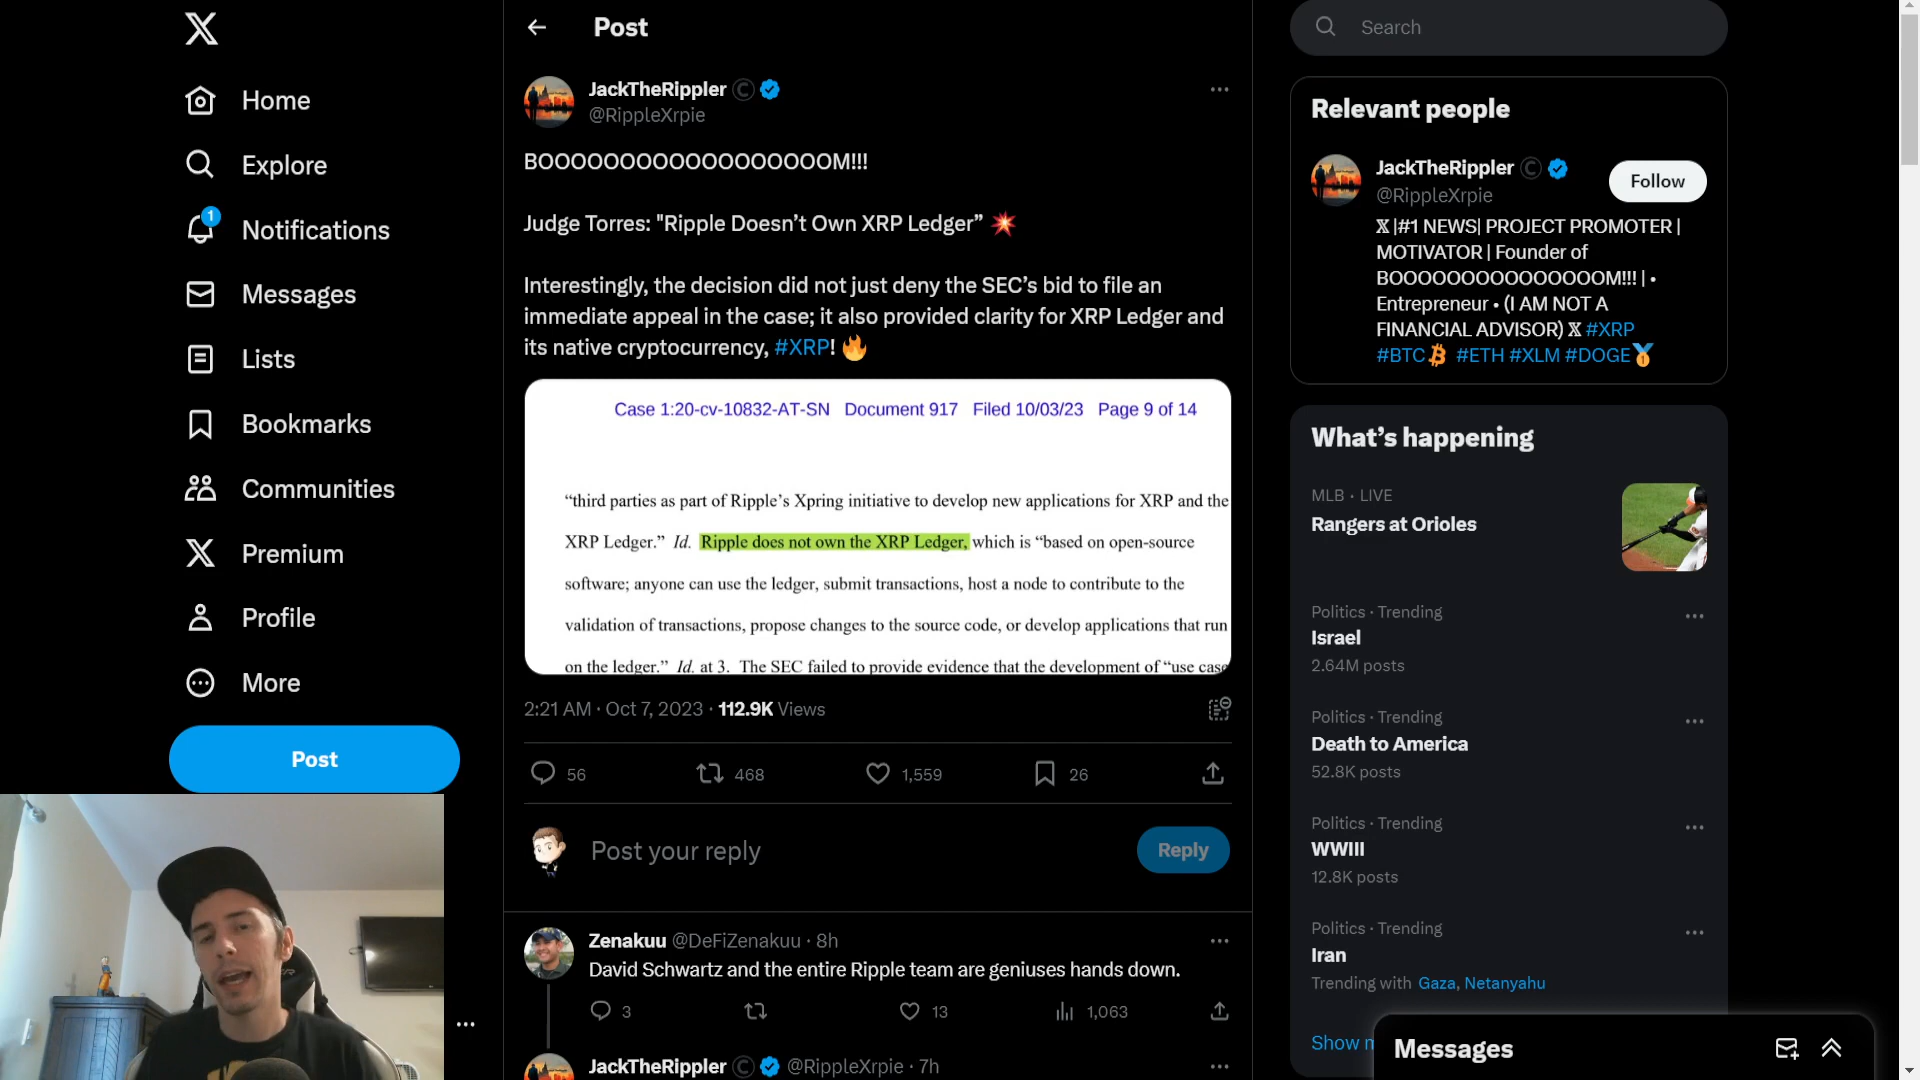 Home
Explore
1
Notifications
Messages
Lists
Bookmarks
Communities
Premium
Profile
More
Post
Post
JackTheRippler ©
@RippleXrpie
BOOOOOOOOOOOOOOOOOOM!!!
Judge Torres: "Ripple Doesn’t Own XRP Ledger” 💥
Interestingly, the decision did not just deny the SEC’s bid to file an
immediate appeal in the case; it also provided clarity for XRP Ledger and
its native cryptocurrency, #XRP! 🔥
Case 1:20-cv-10832-AT-SN Document 917 Filed 10/03/23 Page 9 of 14
“third parties as part of Ripple’s Xpring initiative to develop new applications for XRP and the
XRP Ledger.” Id. Ripple does not own the XRP Ledger, which is “based on open-source
software; anyone can use the ledger, submit transactions, host a node to contribute to the
validation of transactions, propose changes to the source code, or develop applications that run
on the ledger.” Id. at 3. The SEC failed to provide evidence that the development of “use case
2:21 AM · Oct 7, 2023 · 112.9K Views
56 468 1,559 26
Post your reply
Reply
Zenakuu @DeFiZenakuu · 8h
David Schwartz and the entire Ripple team are geniuses hands down.
3 13 1,063
JackTheRippler © @RippleXrpie · 7h
Search
Relevant people
JackTheRippler ©
@RippleXrpie
Follow
𝕏 |#1 NEWS| PROJECT PROMOTER |
MOTIVATOR | Founder of
BOOOOOOOOOOOOOOM!!! | •
Entrepreneur • (I AM NOT A
FINANCIAL ADVISOR) 𝕏 #XRP
#BTC #ETH #XLM #DOGE🥇
What’s happening
MLB · LIVE
Rangers at Orioles
Politics · Trending
Israel
2.64M posts
Politics · Trending
Death to America
52.8K posts
Politics · Trending
WWIII
12.8K posts
Politics · Trending
Iran
Trending with Gaza, Netanyahu
Show
Messages